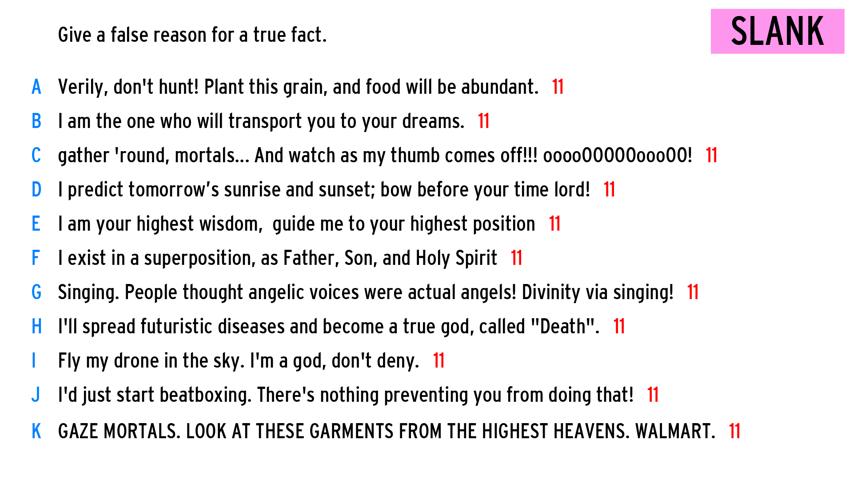 Give a false reason for a true fact.
SLANK
A Verily, don't hunt! Plant this grain, and food will be abundant. 11
B I am the one who will transport you to your dreams. 11
C gather 'round, mortals... And watch as my thumb comes off!!! ooooOOOOOoooOO! 11
D I predict tomorrow's sunrise and sunset; bow before your time lord! 11
E I am your highest wisdom,  guide me to your highest position 11
F I exist in a superposition, as Father, Son, and Holy Spirit 11
G Singing. People thought angelic voices were actual angels! Divinity via singing! 11
H I'll spread futuristic diseases and become a true god, called "Death". 11
I Fly my drone in the sky. I'm a god, don't deny. 11
J I'd just start beatboxing. There's nothing preventing you from doing that! 11
K GAZE MORTALS. LOOK AT THESE GARMENTS FROM THE HIGHEST HEAVENS. WALMART. 11